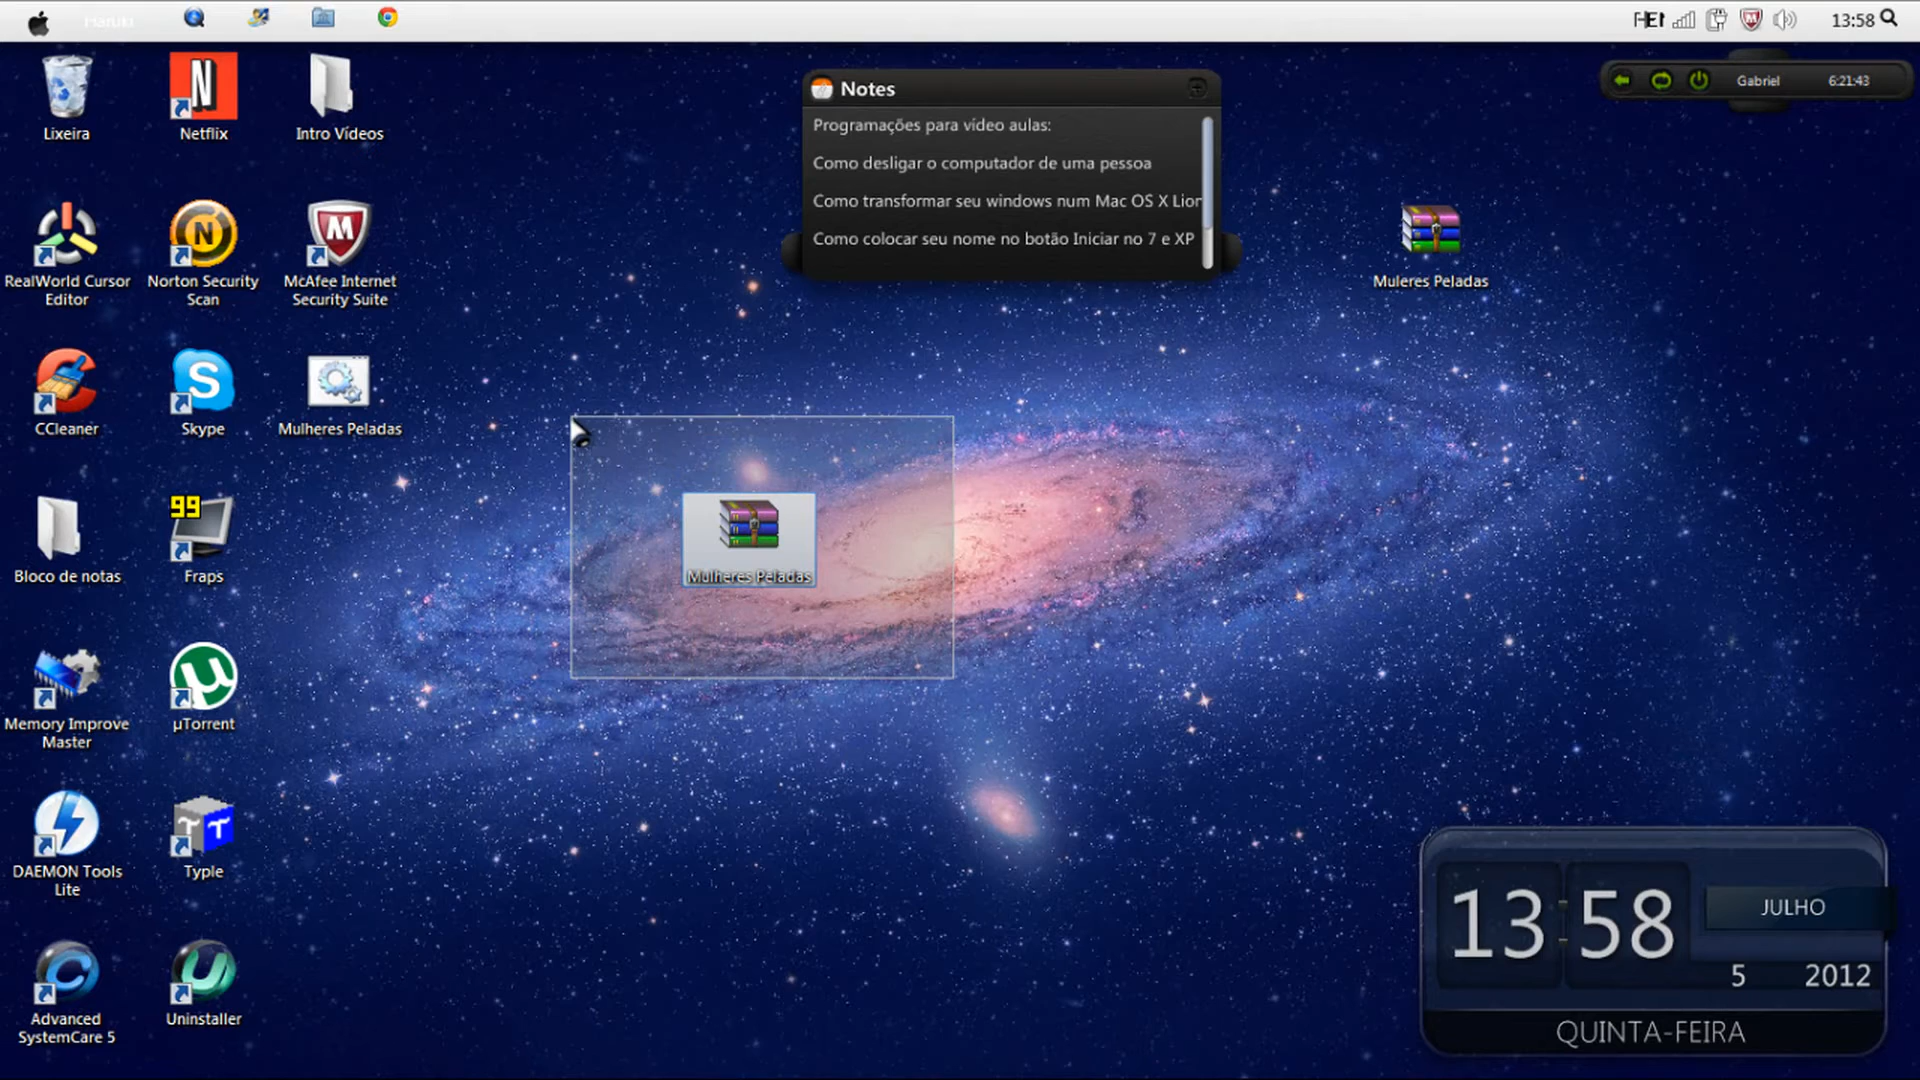 Haruki
13:58
Lixeira
Netflix
Intro Vídeos
RealWorld Cursor
Editor
Norton Security
Scan
McAfee Internet
Security Suite
CCleaner
Skype
Mulheres Peladas
Bloco de notas
99
Fraps
Memory Improve
Master
µTorrent
DAEMON Tools
Lite
Typle
Advanced
SystemCare 5
Uninstaller
Notes
Programações para vídeo aulas:
Como desligar o computador de uma pessoa
Como transformar seu windows num Mac OS X Lion
Como colocar seu nome no botão Iniciar no 7 e XP
Mulheres Peladas
Gabriel
6:21:43
Muleres Peladas
13:58
JULHO
5
2012
QUINTA-FEIRA